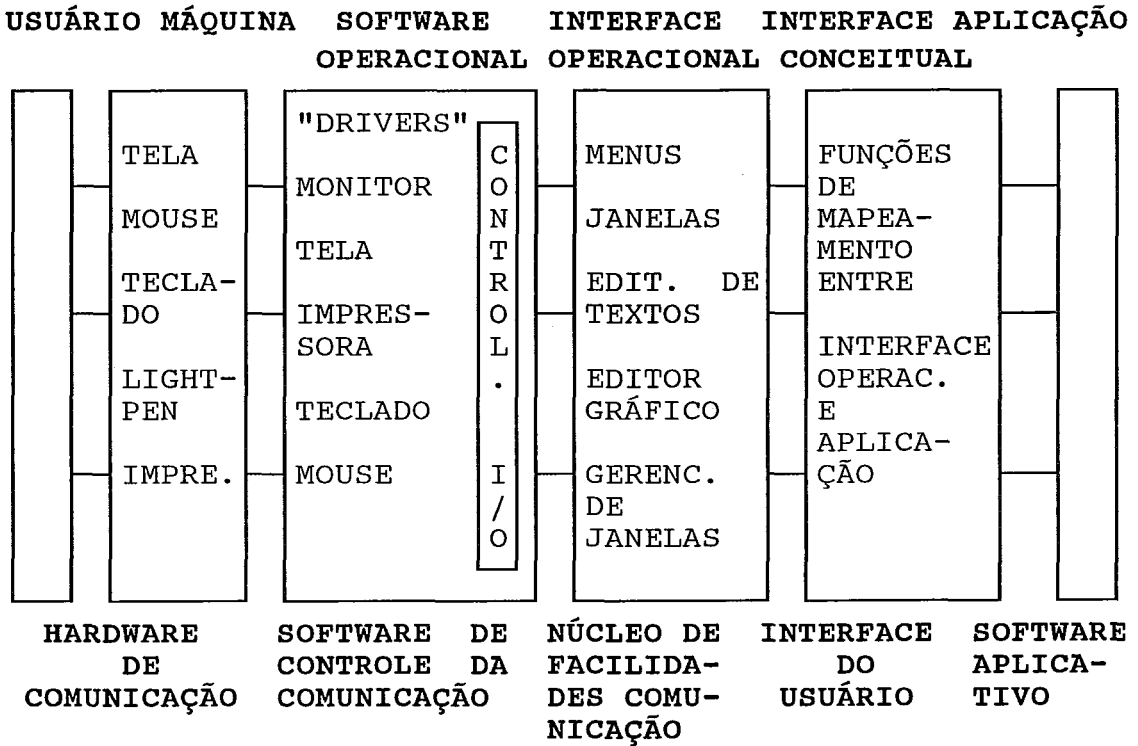 USUÁRIO MÁQUINA SOFTWARE OPERACIONAL INTERFACE OPERACIONAL INTERFACE CONCEITUAL APLICAÇÃO
TELA
MOUSE
TECLA-
DO
LIGHT-
PEN
IMPRE.
"DRIVERS"
MONITOR
TELA
IMPRES-
SORA
TECLADO
MOUSE
CONTROL. I/O
MENUS
JANELAS
EDIT. DE
TEXTOS
EDITOR
GRÁFICO
GERENC.
DE
JANELAS
FUNÇÕES
DE
MAPEA-
MENTO
ENTRE
INTERFACE
OPERAC.
E
APLICA-
ÇÃO
HARDWARE
DE
COMUNICAÇÃO
SOFTWARE DE
CONTROLE DA
COMUNICAÇÃO
NÚCLEO DE
FACILIDA-
DES COMU-
NICAÇÃO
INTERFACE
DO
USUÁRIO
SOFTWARE
APLICA-
TIVO